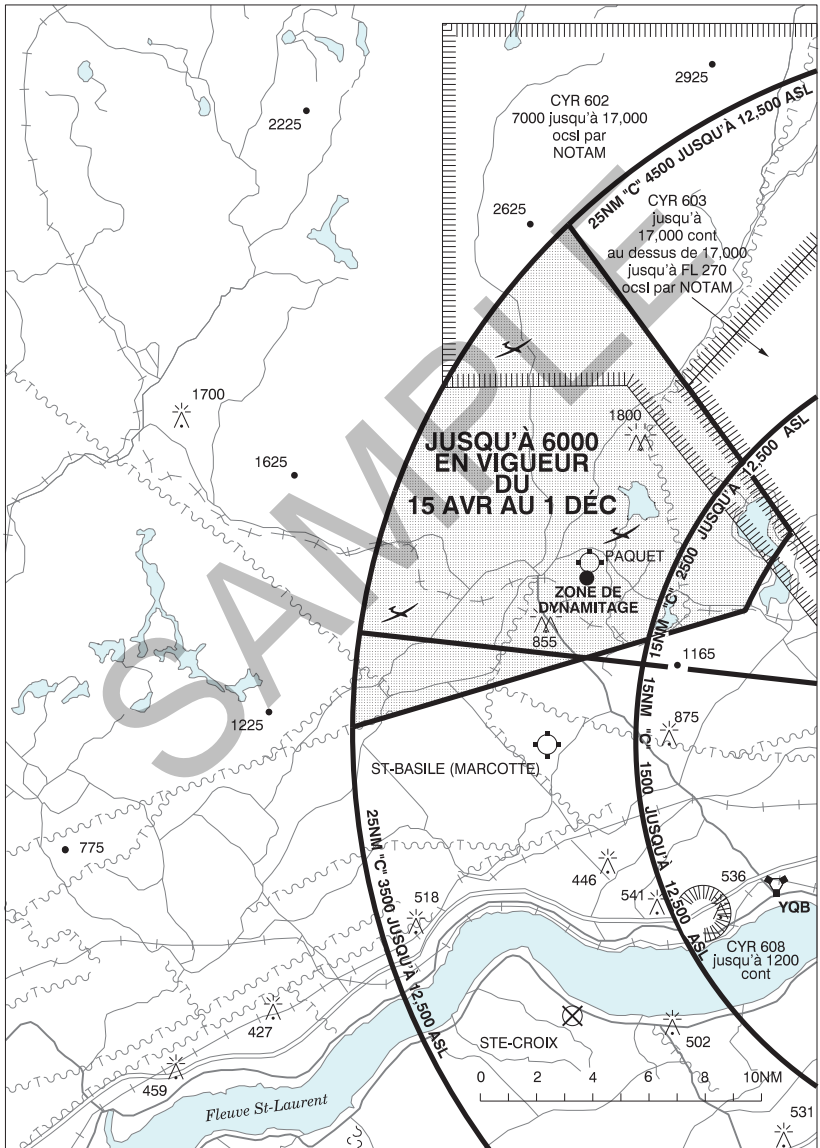 2925
2225
CYR 602
7000 jusqu'à 17,000
ocsl par
NOTAM
25NM "C" 4500 JUSQU'À 12,500 ASL
2625
CYR 603
jusqu'à
17,000 cont
au dessus de 17,000
jusqu'à FL 270
ocsl par NOTAM
1700
1800
JUSQU'À 6000
EN VIGUEUR
DU
15 AVR AU 1 DÉC
1625
15NM "C" 2500 JUSQU'À 12,500 ASL
PAQUET
ZONE DE
DYNAMITAGE
855
1165
SAMPLE
1225
875
ST-BASILE (MARCOTTE)
15NM "C" 1500 JUSQU'À 12,500 ASL
25NM "C" 3500 JUSQU'À 12,500 ASL
775
446
536
518
541
YQB
CYR 608
jusqu'à 1200
cont
427
STE-CROIX
502
459
0 2 4 6 8 10NM
Fleuve St-Laurent
531